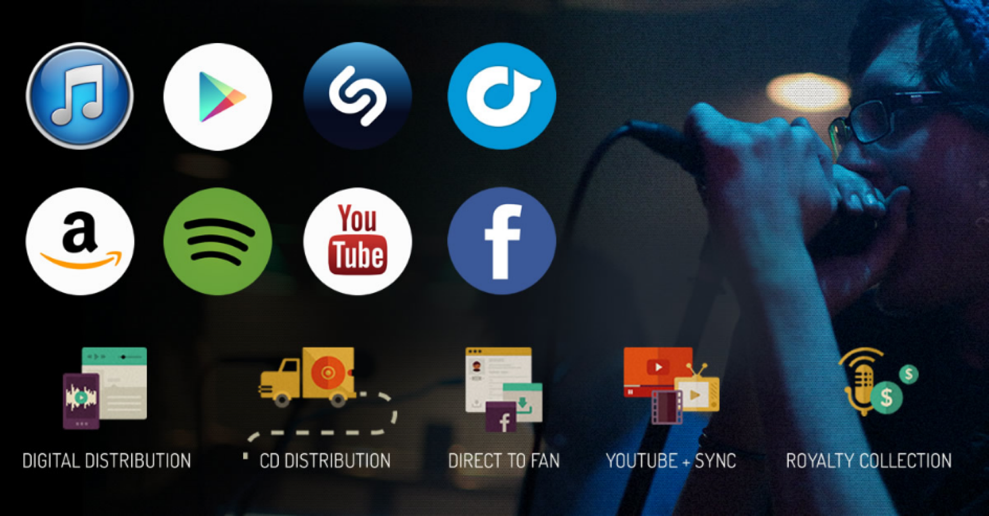 a
You
Tube
f
f
$
$
DIGITAL DISTRIBUTION
CD DISTRIBUTION
DIRECT TO FAN
YOUTUBE + SYNC
ROYALTY COLLECTION